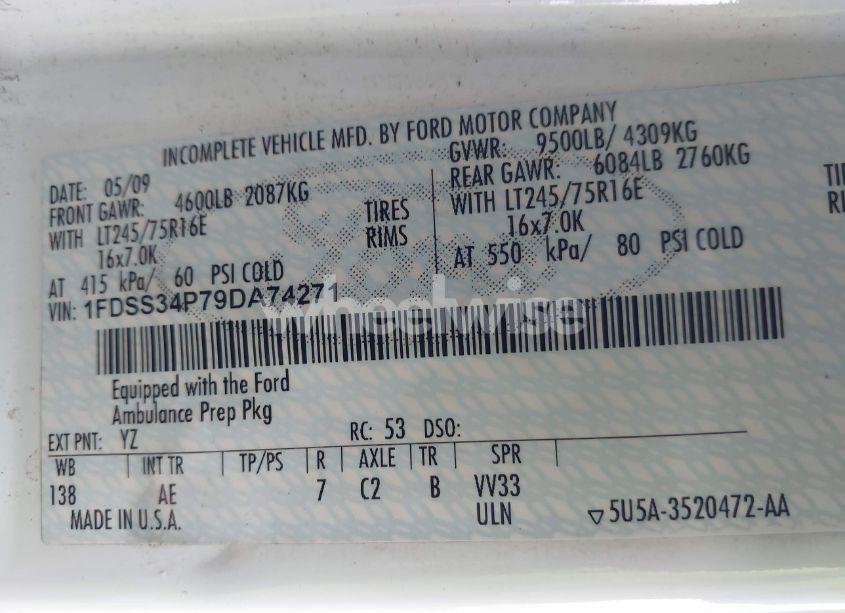 INCOMPLETE VEHICLE MFD. BY FORD MOTOR COMPANY
DATE: 05/09
GVWR: 9500LB/ 4309KG
FRONT GAWR: 4600LB 2087KG
REAR GAWR: 6084LB 2760KG
WITH LT245/75R16E
TIRES
WITH LT245/75R16E
16x7.0K
RIMS
16x7.0K
AT 415 kPa/ 60 PSI COLD
AT 550 kPa/ 80 PSI COLD
VIN: 1FDSS34P79DA74271
wheelwise
Equipped with the Ford
Ambulance Prep Pkg
EXT PNT: YZ RC: 53 DSO:
WB INT TR TP/PS R AXLE TR SPR
138 AE 7 C2 B VV33
MADE IN U.S.A. ULN ▽5U5A-3520472-AA